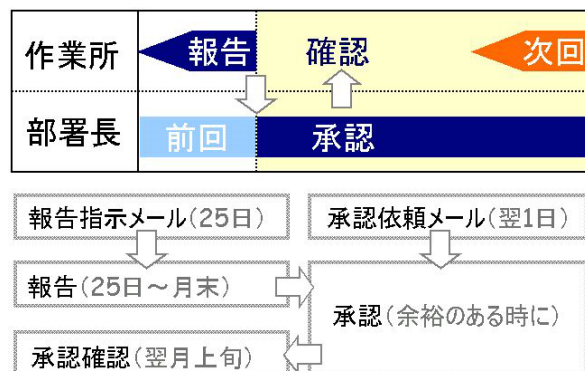 作業所 報告 確認 次回
部署長 前回 承認
報告指示メール(25日) 承認依頼メール(翌1日)
報告(25日～月末)
承認(余裕のある時に)
承認確認(翌月上旬)